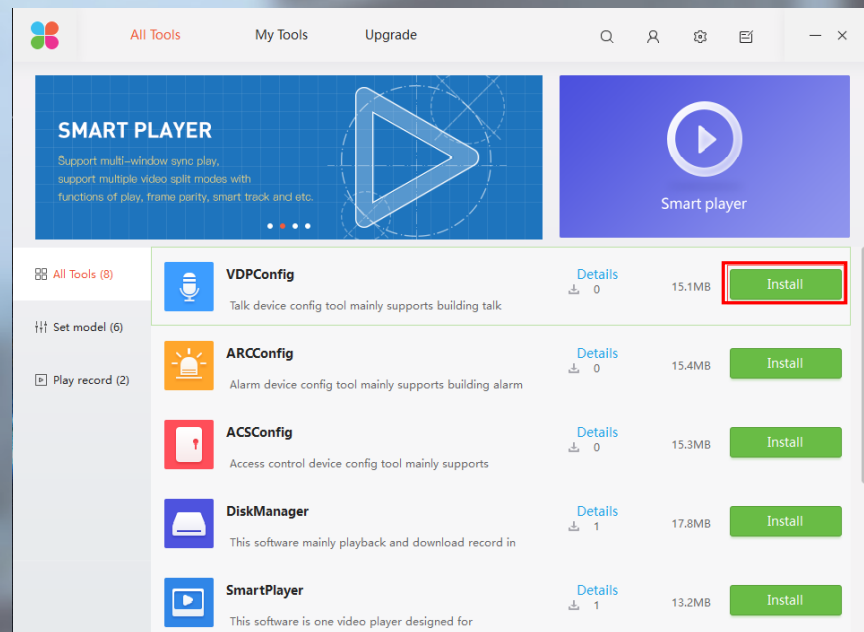 All Tools
My Tools
Upgrade
SMART PLAYER
Support multi-window sync play,
support multiple video split modes with
functions of play, frame parity, smart track and etc.
Smart player
All Tools (8)
Set model (6)
Play record (2)
VDPConfig
Details
Talk device config tool mainly supports building talk
0
15.1MB
Install
ARCConfig
Details
Alarm device config tool mainly supports building alarm
0
15.4MB
Install
ACSConfig
Details
Access control device config tool mainly supports
0
15.3MB
Install
DiskManager
Details
This software mainly playback and download record in
1
17.8MB
Install
SmartPlayer
Details
This software is one video player designed for
1
13.2MB
Install